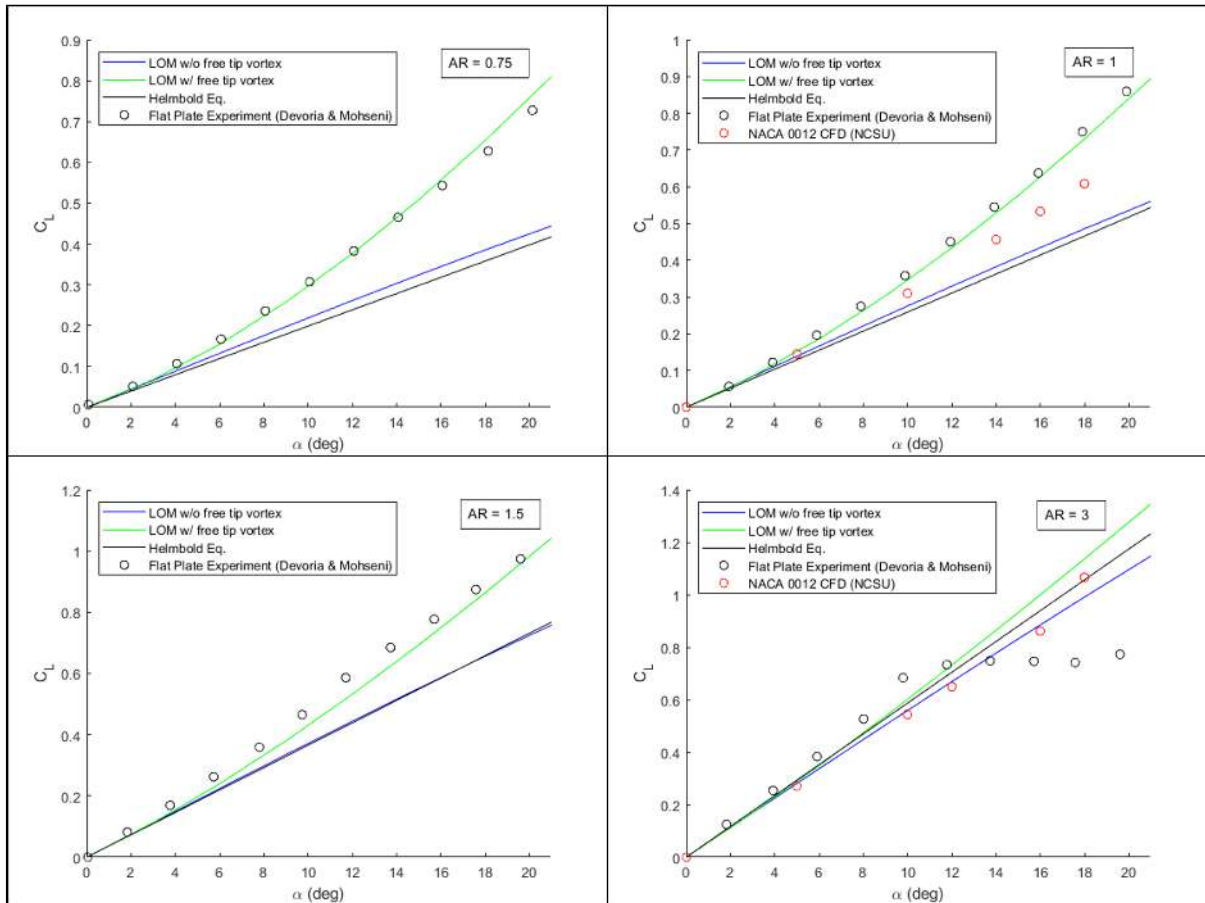 0.9
0.8
0.7
0.6
0.5
0.4
0.3
0.2
0.1
0
C_L
LOM w/o free tip vortex
LOM w/ free tip vortex
Helmbold Eq.
Flat Plate Experiment (Devoria & Mohseni)
AR = 0.75
0 2 4 6 8 10 12 14 16 18 20
α (deg)
1
0.9
0.8
0.7
0.6
0.5
0.4
0.3
0.2
0.1
0
C_L
LOM w/o free tip vortex
LOM w/ free tip vortex
Helmbold Eq.
Flat Plate Experiment (Devoria & Mohseni)
NACA 0012 CFD (NCSU)
AR = 1
0 2 4 6 8 10 12 14 16 18 20
α (deg)
1.2
1
0.8
0.6
0.4
0.2
0
C_L
LOM w/o free tip vortex
LOM w/ free tip vortex
Helmbold Eq.
Flat Plate Experiment (Devoria & Mohseni)
AR = 1.5
0 2 4 6 8 10 12 14 16 18 20
α (deg)
1.4
1.2
1
0.8
0.6
0.4
0.2
0
C_L
LOM w/o free tip vortex
LOM w/ free tip vortex
Helmbold Eq.
Flat Plate Experiment (Devoria & Mohseni)
NACA 0012 CFD (NCSU)
AR = 3
0 2 4 6 8 10 12 14 16 18 20
α (deg)